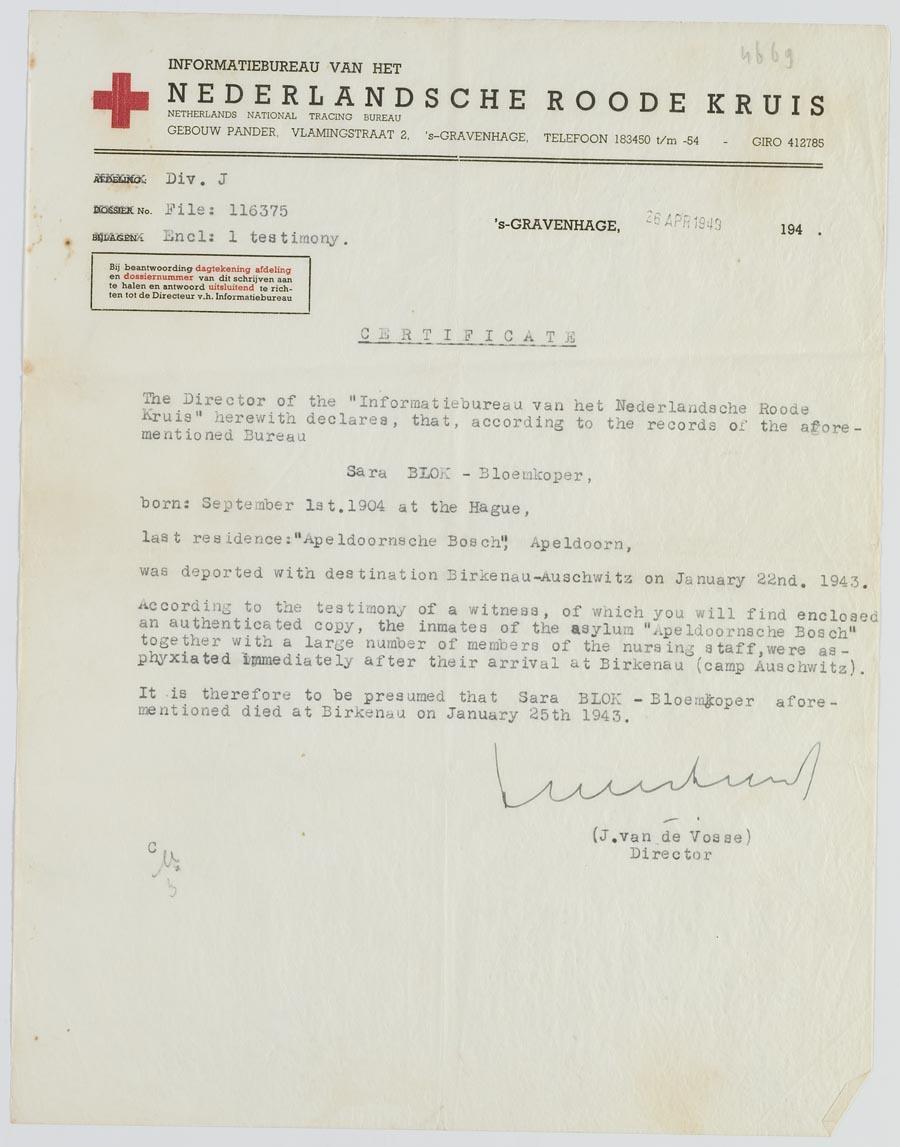 4669
INFORMATIEBUREAU VAN HET
NEDERLANDSCHE ROODE KRUIS
NETHERLANDS NATIONAL TRACING BUREAU
GEBOUW PANDER, VLAMINGSTRAAT 2, 's-GRAVENHAGE, TELEFOON 183450 t/m -54 - GIRO 412785
AFDELING: Div. J
DOSSIER No. File: 116375
BIJLAGEN: Encl: 1 testimony.
's-GRAVENHAGE, 26 APR 1949 194 .
Bij beantwoording dagtekening afdeling
en dossiernummer van dit schrijven aan
te halen en antwoord uitsluitend te rich-
ten tot de Directeur v.h. Informatiebureau
CERTIFICATE
The Director of the "Informatiebureau van het Nederlandsche Roode
Kruis" herewith declares, that, according to the records of the afore-
mentioned Bureau
Sara BLOK - Bloemkoper,
born: September 1st.1904 at the Hague,
last residence:"Apeldoornsche Bosch", Apeldoorn,
was deported with destination Birkenau-Auschwitz on January 22nd. 1943.
According to the testimony of a witness, of which you will find enclosed
an authenticated copy, the inmates of the asylum "Apeldoornsche Bosch"
together with a large number of members of the nursing staff,were as-
phyxiated immediately after their arrival at Birkenau (camp Auschwitz).
It is therefore to be presumed that Sara BLOK - Bloemkoper afore-
mentioned died at Birkenau on January 25th 1943.
(J.van de Vosse)
Director
C